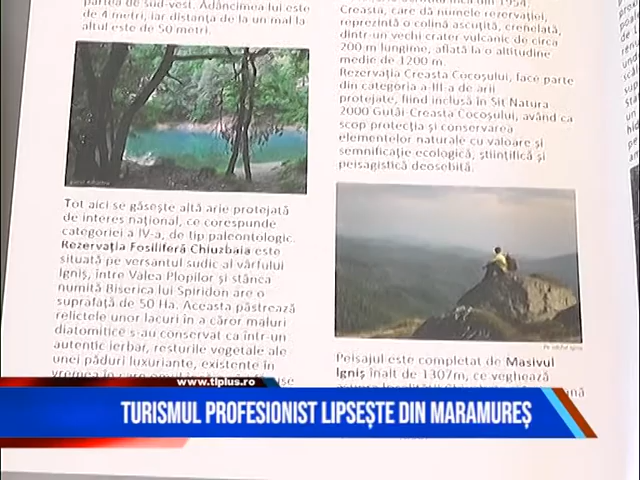 partea de sud-vest. Adâncimea lui este
de 4 metri, iar distanța de la un mal la
altul este de 50 metri.
Tot aici se găsește altă arie protejată
de interes național, ce corespunde
categoriei a IV-a, de tip paleontologic.
Rezervația Fosiliferă Chiuzbaia este
situată pe versantul sudic al vârfului
Igniș, între Valea Plopilor și stânca
numită Biserica lui Spiridon are o
suprafață de 50 Ha. Aceasta păstrează
relictele unor lacuri în a căror maluri
diatomitice s-au conservat ca într-un
autentic ierbar, resturile vegetale ale
unei păduri luxuriante, existente în
vremea în care
Creasta, care dă numele rezervației,
reprezintă o colină ascuțită, crenelată,
dintr-un vechi crater vulcanic de circa
200 m lungime, aflată la o altitudine
medie de 1200 m.
Rezervația Creasta Cocoșului, face parte
din categoria a-III-a de arii
protejate, fiind inclusă în Sit Natura
2000 Gutâi-Creasta Cocoșului, având ca
scop protecția și conservarea
elementelor naturale cu valoare și
semnificație ecologică, științifică și
peisagistică deosebită.
Peisajul este completat de Masivul
Igniș înalt de 1307m, ce veghează
www.tlplus.ro
TURISMUL PROFESIONIST LIPSEȘTE DIN MARAMUREȘ